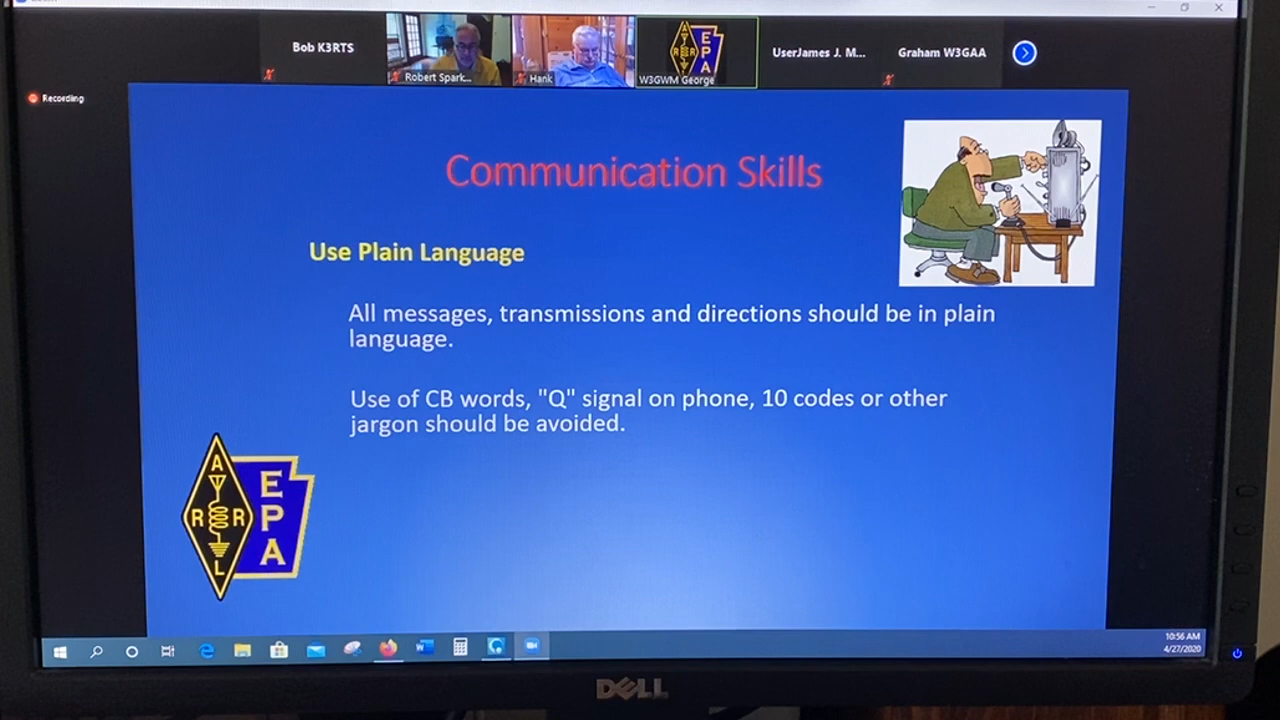 Bob K3RTS
Robert Spark...
Hank
W3GWM George
UserJames J. M...
Graham W3GAA
Recording
Communication Skills
Use Plain Language
All messages, transmissions and directions should be in plain
language.
Use of CB words, "Q" signal on phone, 10 codes or other
jargon should be avoided.
A
R R
L
E
P
A
10:56 AM
4/27/2020
DELL